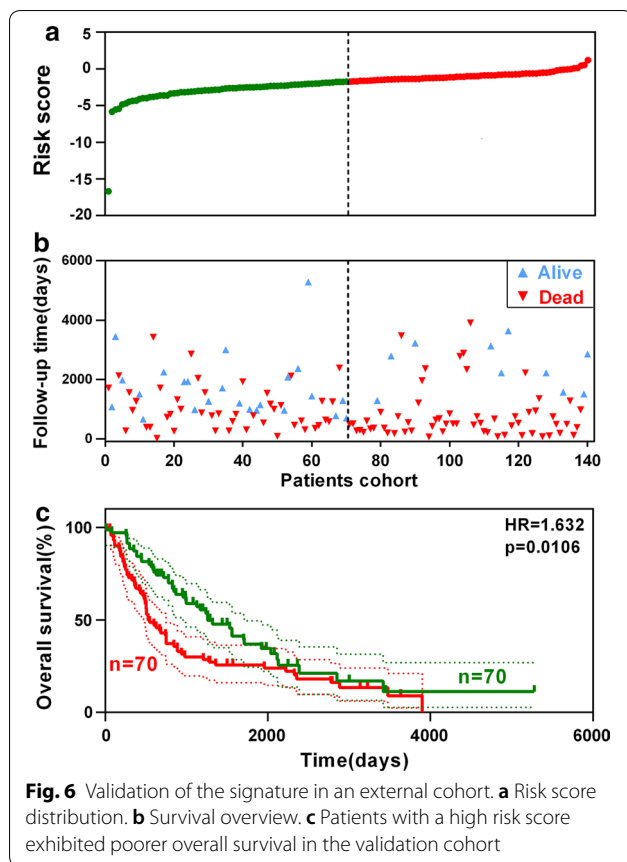 a
5
0
-5
-10
-15
-20
Risk score
b
6000
4000
2000
0
Follow-up time(days)
Alive
Dead
0 20 40 60 80 100 120 140
Patients cohort
c
100
50
0
Overall survival(%)
HR=1.632
p=0.0106
n=70
n=70
0 2000 4000 6000
Time(days)
Fig. 6 Validation of the signature in an external cohort. a Risk score
distribution. b Survival overview. c Patients with a high risk score
exhibited poorer overall survival in the validation cohort